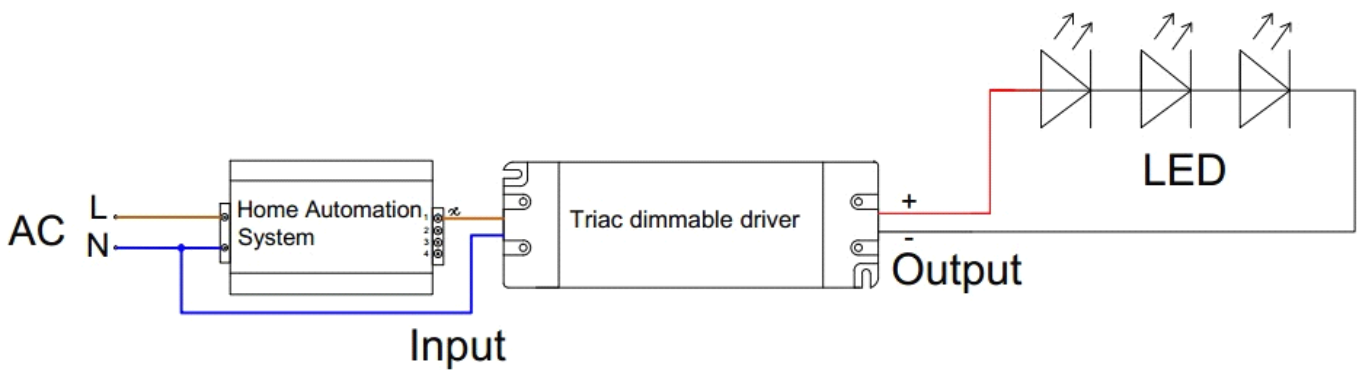 LED
AC
L
N
Home Automation
System
1
2
3
4
Triac dimmable driver
+
-
Output
Input